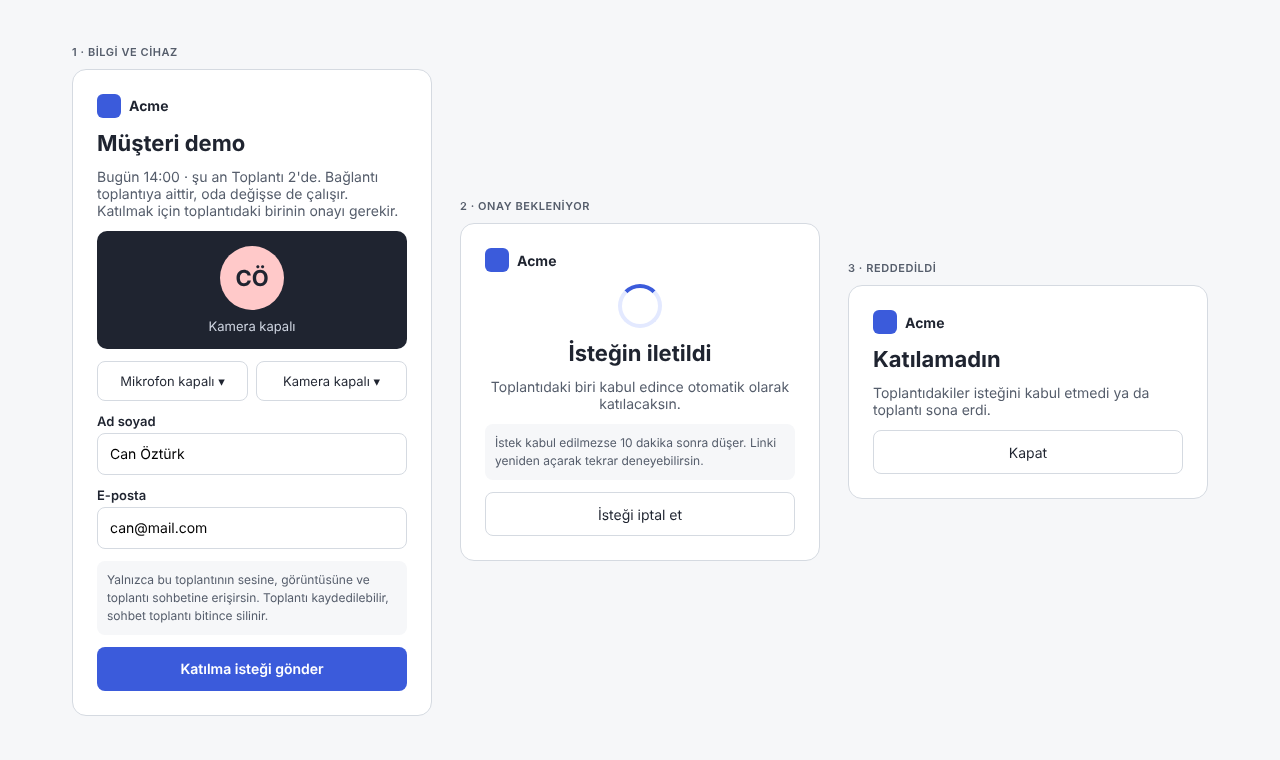 1 · BİLGİ VE CİHAZ
Acme
Müşteri demo
Bugün 14:00 · şu an Toplantı 2'de. Bağlantı
toplantıya aittir, oda değişse de çalışır.
Katılmak için toplantıdaki birinin onayı gerekir.
CÖ
Kamera kapalı
Mikrofon kapalı ▾
Kamera kapalı ▾
Ad soyad
Can Öztürk
E-posta
can@mail.com
Yalnızca bu toplantının sesine, görüntüsüne ve
toplantı sohbetine erişirsin. Toplantı kaydedilebilir,
sohbet toplantı bitince silinir.
Katılma isteği gönder
2 · ONAY BEKLENİYOR
Acme
İsteğin iletildi
Toplantıdaki biri kabul edince otomatik olarak
katılacaksın.
İstek kabul edilmezse 10 dakika sonra düşer. Linki
yeniden açarak tekrar deneyebilirsin.
İsteği iptal et
3 · REDDEDİLDİ
Acme
Katılamadın
Toplantıdakiler isteğini kabul etmedi ya da
toplantı sona erdi.
Kapat